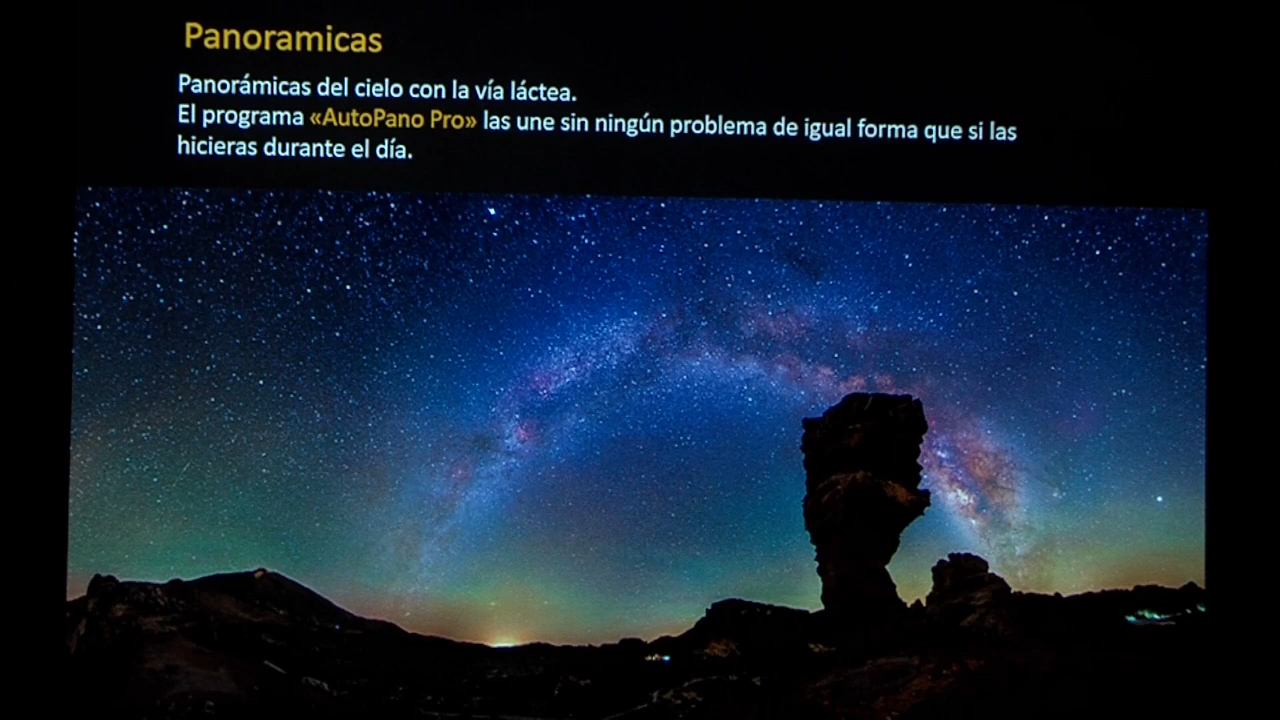 Panoramicas
Panorámicas del cielo con la vía láctea.
El programa «AutoPano Pro» las une sin ningún problema de igual forma que si las
hicieras durante el día.